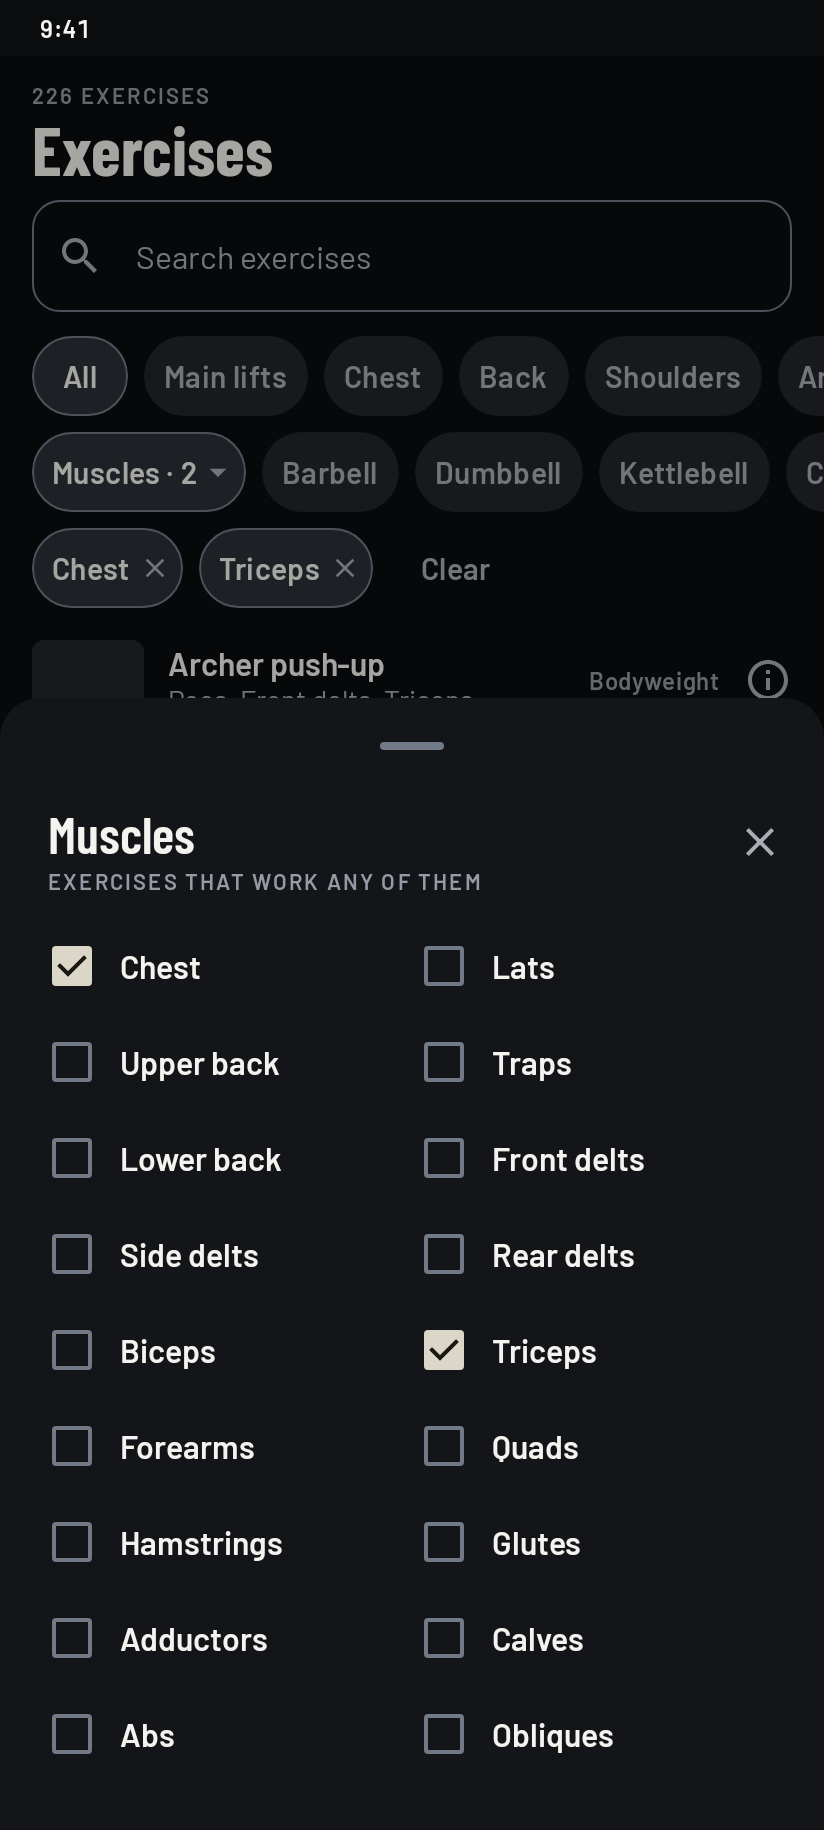 9:41
226 EXERCISES
Exercises
Search exercises
All Main lifts Chest Back Shoulders
Muscles · 2 Barbell Dumbbell Kettlebell
Chest Triceps Clear
Archer push-up
Bodyweight
Muscles
EXERCISES THAT WORK ANY OF THEM
Chest Lats
Upper back Traps
Lower back Front delts
Side delts Rear delts
Biceps Triceps
Forearms Quads
Hamstrings Glutes
Adductors Calves
Abs Obliques